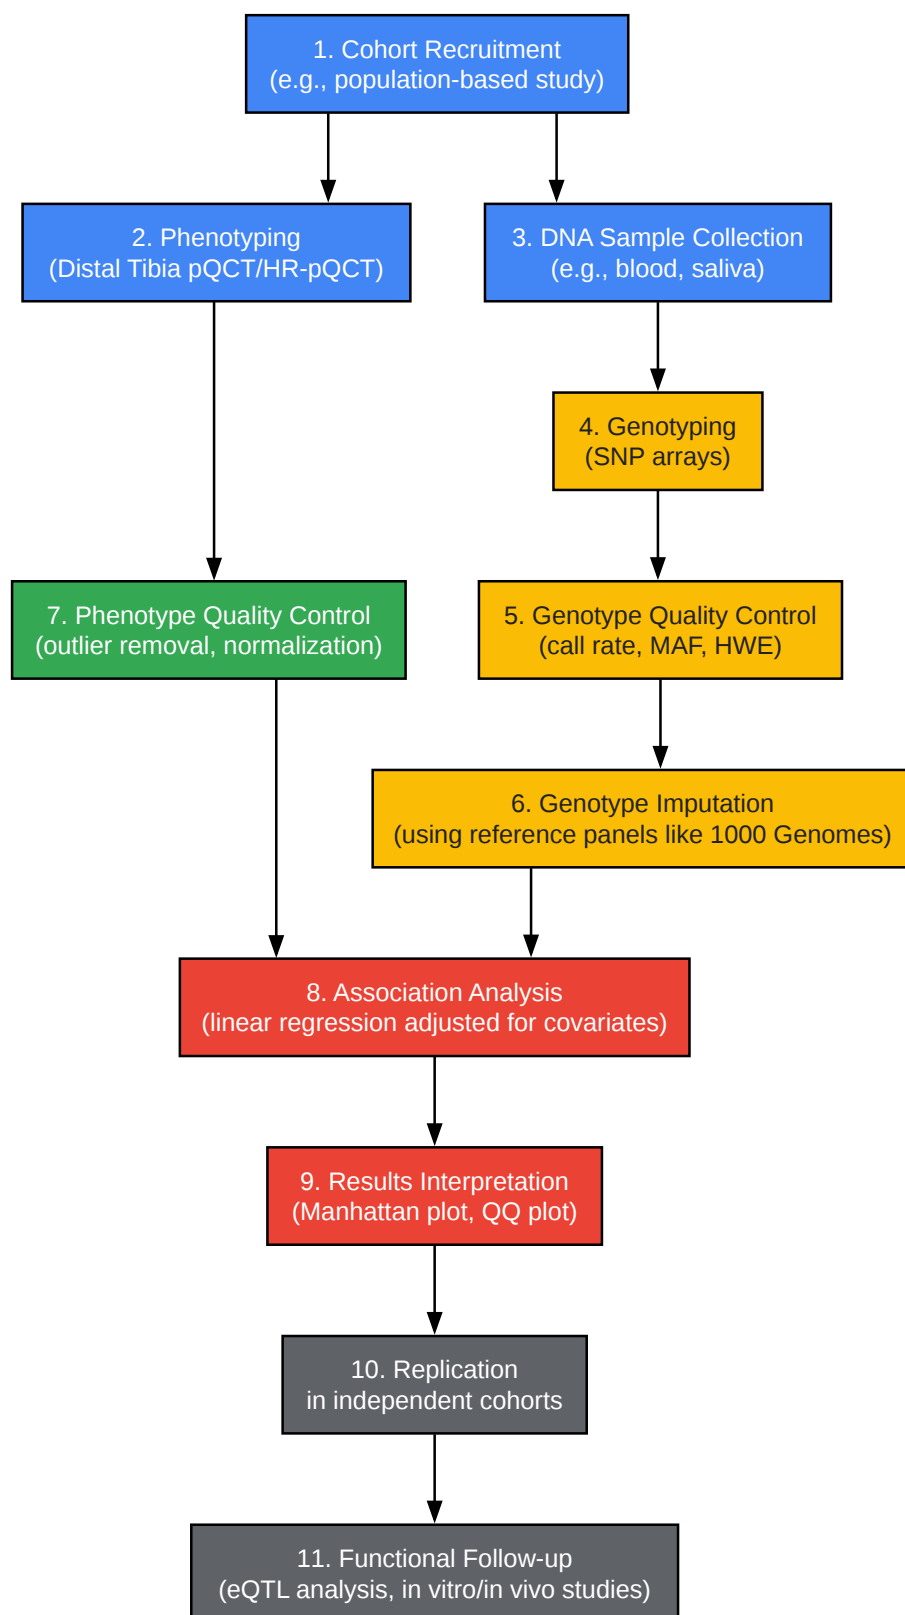 1. Cohort Recruitment
(e.g., population-based study)
2. Phenotyping
(Distal Tibia pQCT/HR-pQCT)
3. DNA Sample Collection
(e.g., blood, saliva)
4. Genotyping
(SNP arrays)
7. Phenotype Quality Control
(outlier removal, normalization)
5. Genotype Quality Control
(call rate, MAF, HWE)
6. Genotype Imputation
(using reference panels like 1000 Genomes)
8. Association Analysis
(linear regression adjusted for covariates)
9. Results Interpretation
(Manhattan plot, QQ plot)
10. Replication
in independent cohorts
11. Functional Follow-up
(eQTL analysis, in vitro/in vivo studies)